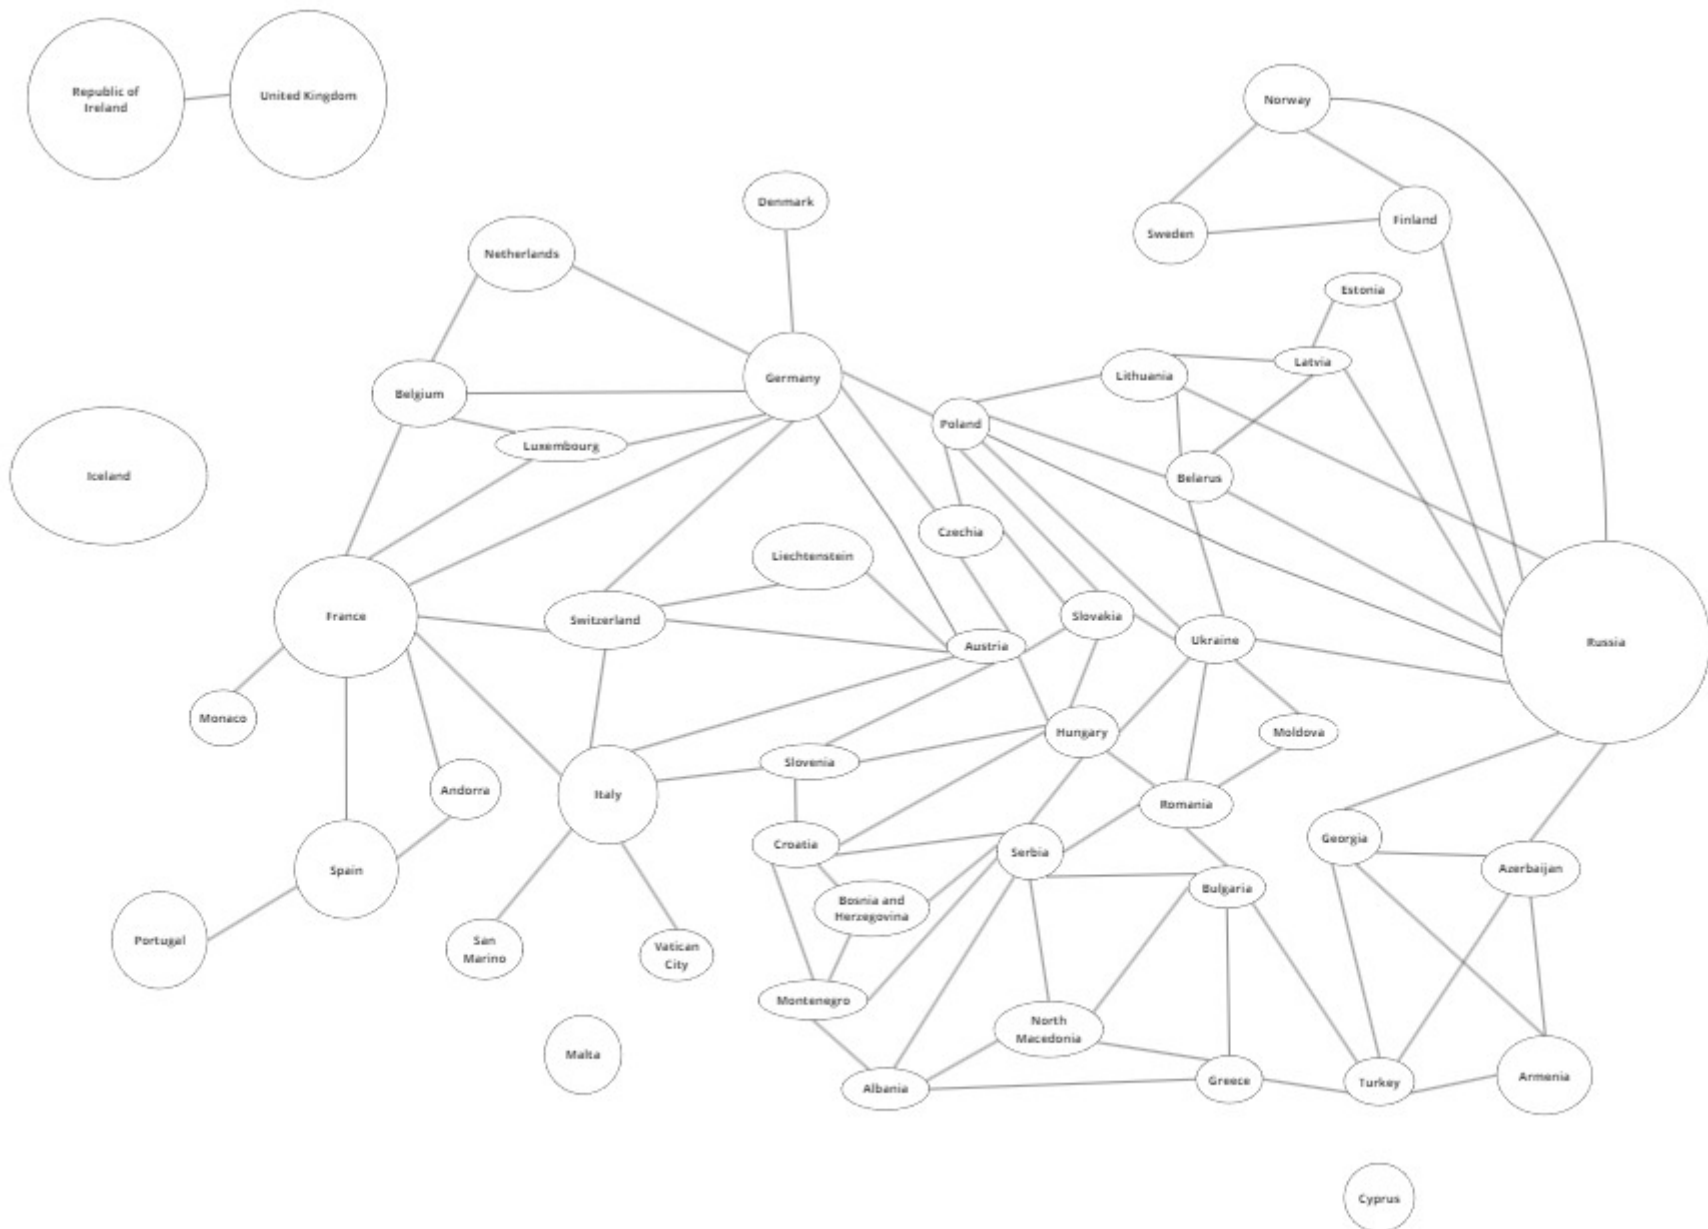 Republic of
Ireland
United Kingdom
Norway
Denmark
Sweden
Finland
Netherlands
Estonia
Latvia
Lithuania
Germany
Belgium
Poland
Luxembourg
Iceland
Belarus
Czechia
Liechtenstein
France
Switzerland
Slovakia
Austria
Ukraine
Russia
Monaco
Hungary
Moldova
Slovenia
Andorra
Italy
Romania
Georgia
Croatia
Serbia
Spain
Azerbaijan
Bulgaria
Bosnia and
Herzegovina
Portugal
San
Marino
Vatican
City
Montenegro
North
Macedonia
Malta
Albania
Greece
Turkey
Armenia
Cyprus